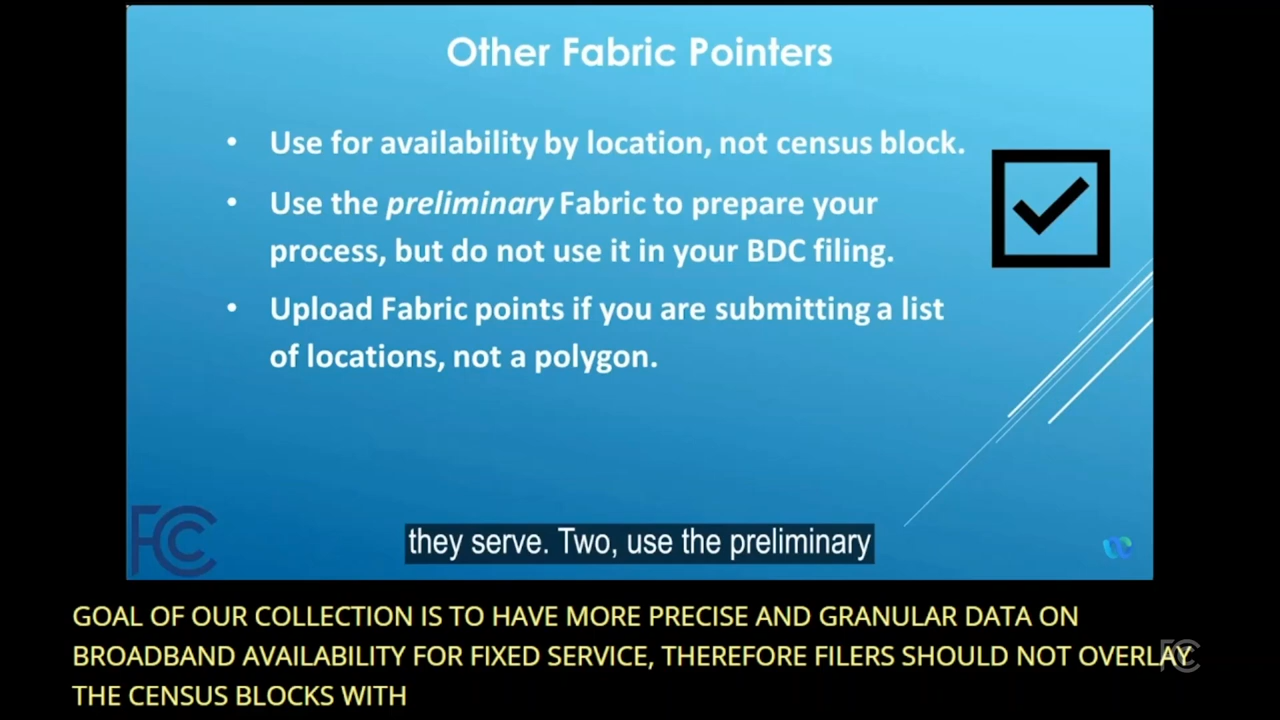 Other Fabric Pointers
• Use for availability by location, not census block.
• Use the preliminary Fabric to prepare your
process, but do not use it in your BDC filing.
• Upload Fabric points if you are submitting a list
of locations, not a polygon.
FCC
they serve. Two, use the preliminary
GOAL OF OUR COLLECTION IS TO HAVE MORE PRECISE AND GRANULAR DATA ON
BROADBAND AVAILABILITY FOR FIXED SERVICE, THEREFORE FILERS SHOULD NOT OVERLAY
FCC
THE CENSUS BLOCKS WITH